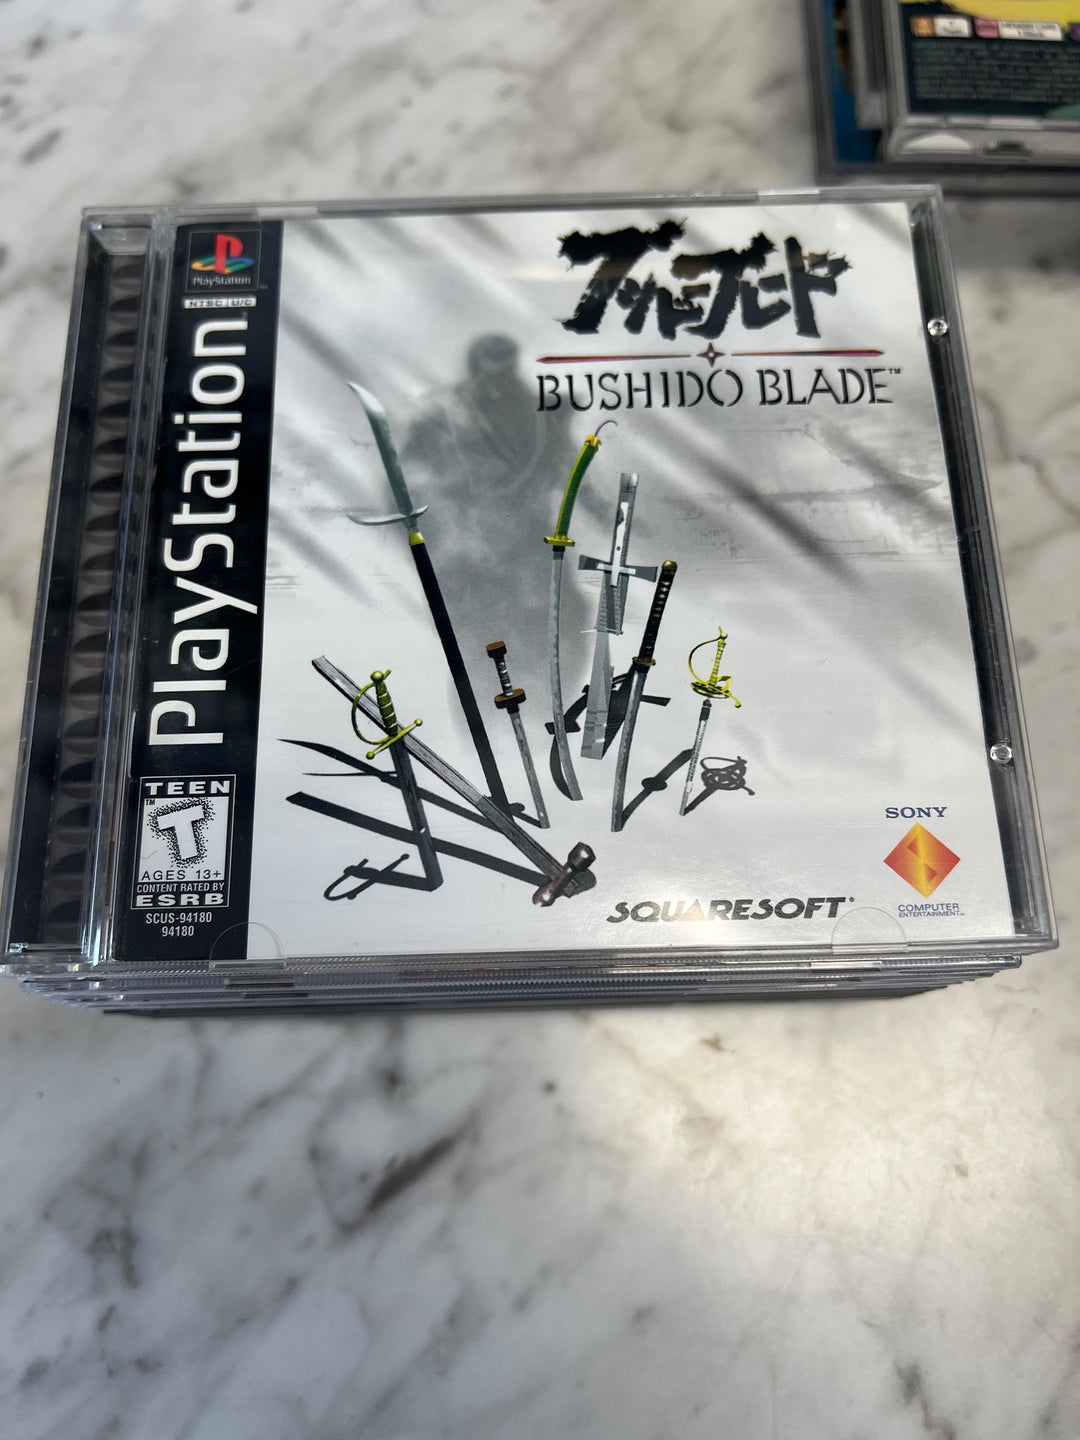 PlayStation
NTSC U/C
PlayStation
TEEN
T
AGES 13+
CONTENT RATED BY
ESRB
SCUS-94180
94180
ブシドーブレード
BUSHIDO BLADE™
SQUARESOFT®
SONY
COMPUTER
ENTERTAINMENT™